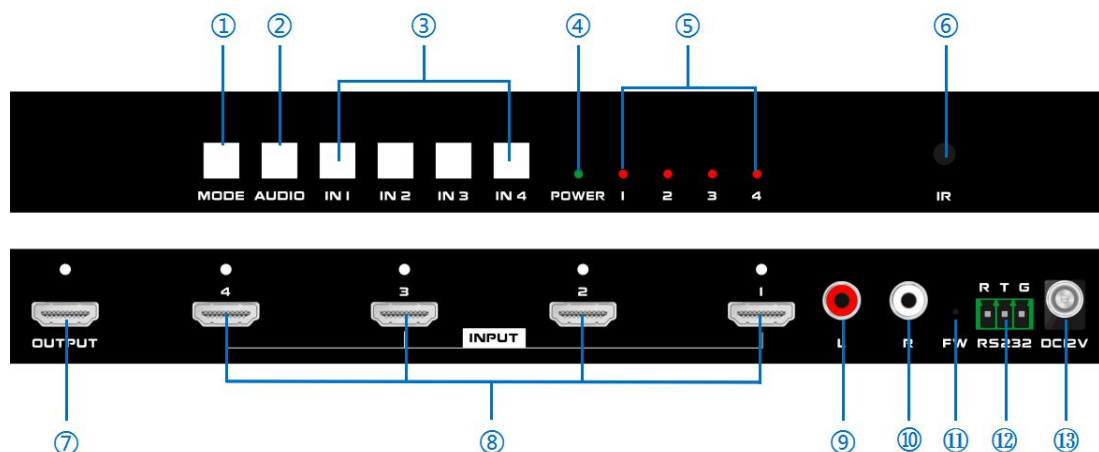 ① ② ③ ④ ⑤ ⑥
MODE AUDIO IN 1 IN 2 IN 3 IN 4 POWER 1 2 3 4 IR
4 3 2 1 R T G
OUTPUT INPUT L R FW RS232 DC12V
⑦ ⑧ ⑨ ⑩ ⑪ ⑫ ⑬